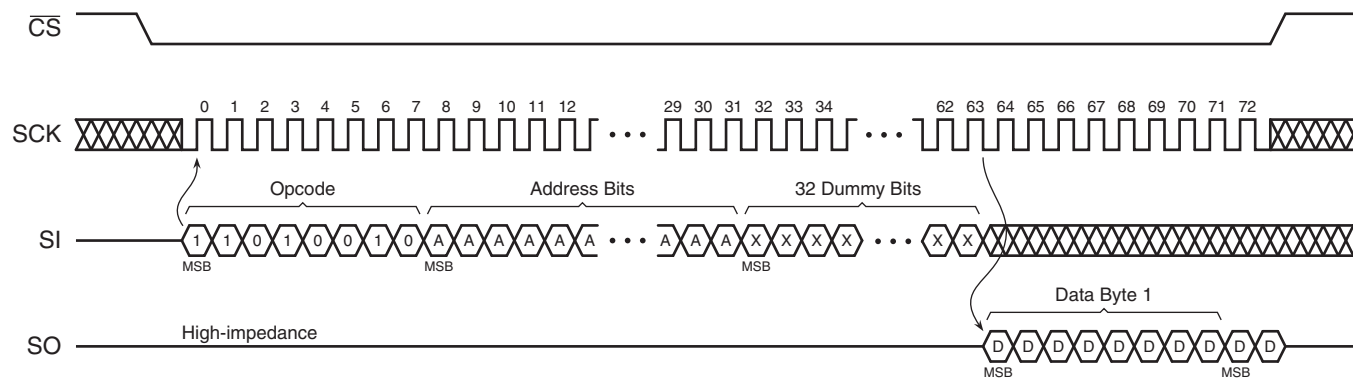 CS
0 1 2 3 4 5 6 7 8 9 10 11 12 29 30 31 32 33 34 62 63 64 65 66 67 68 69 70 71 72
SCK
Opcode Address Bits 32 Dummy Bits
SI 1 1 0 1 0 0 1 0 A A A A A A A A A X X X X X X
MSB MSB MSB
Data Byte 1
High-impedance
SO D D D D D D D D D D
MSB MSB